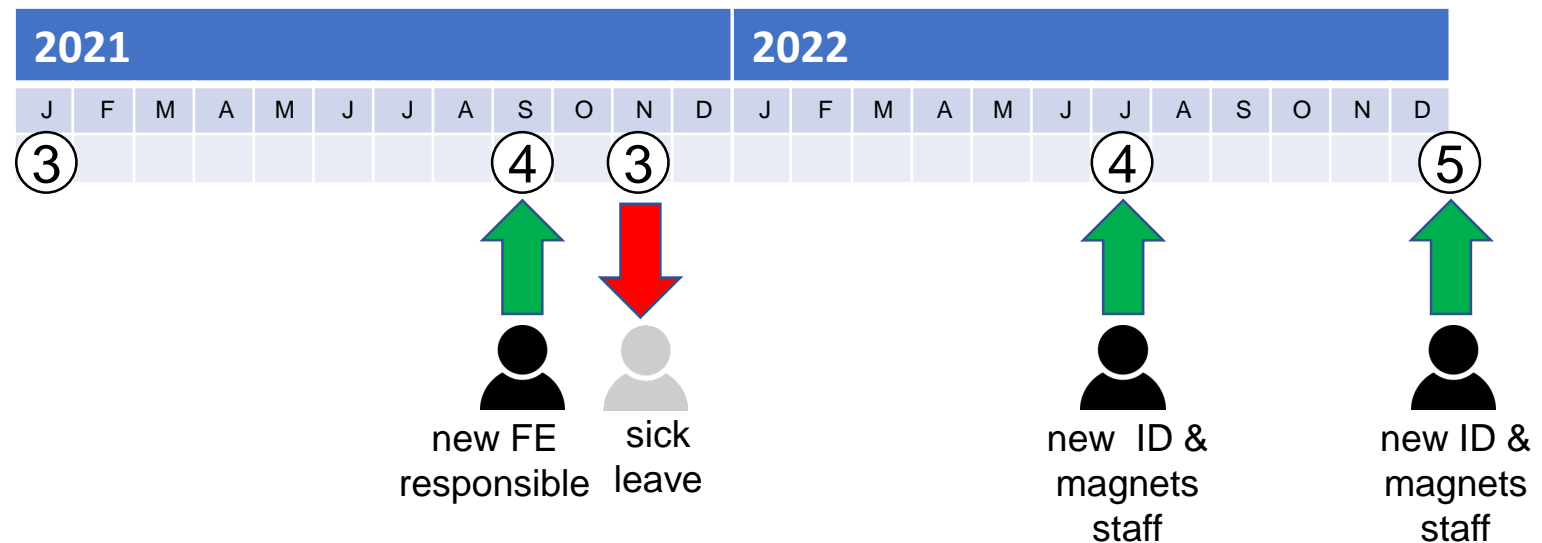 2021 2022
J F M A M J J A S O N D J F M A M J J A S O N D
3 4 3 4 5
new FE
responsible
sick
leave
new ID &
magnets
staff
new ID &
magnets
staff